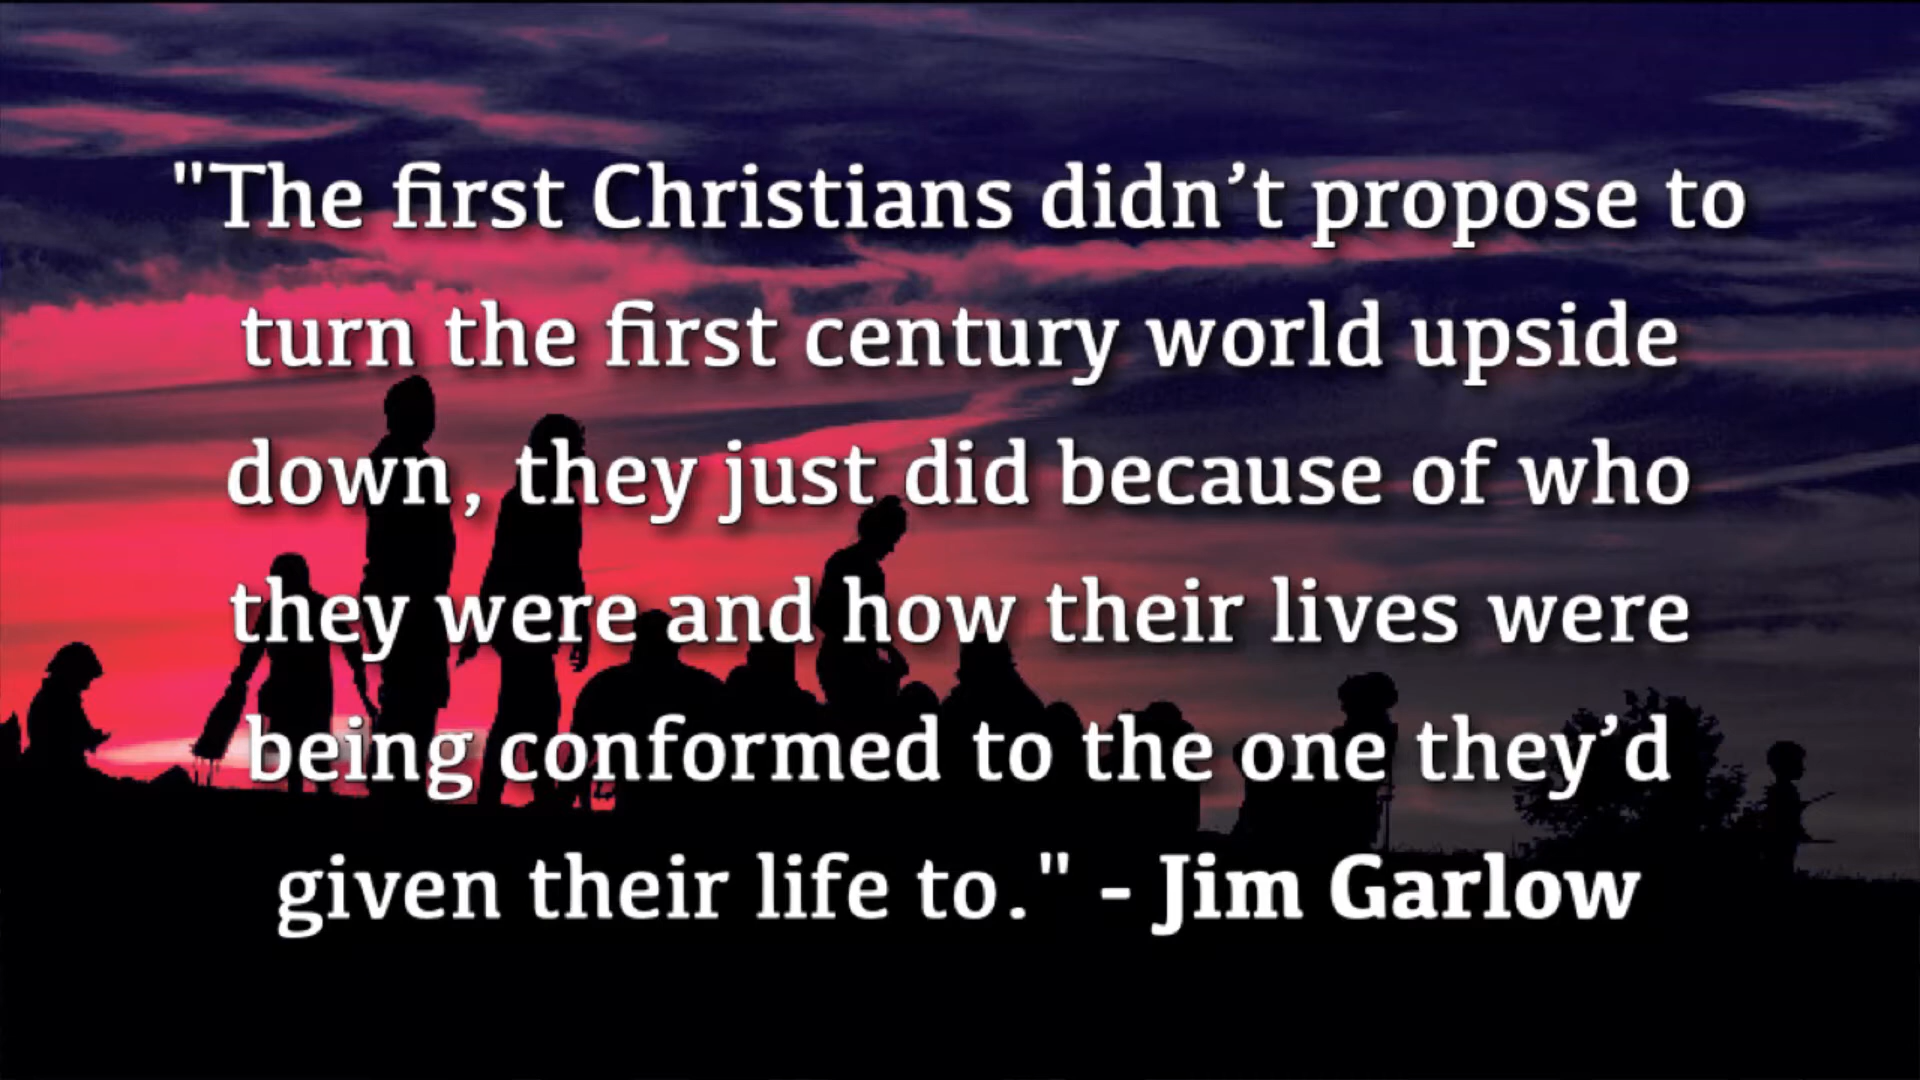 "The first Christians didn’t propose to
turn the first century world upside
down, they just did because of who
they were and how their lives were
being conformed to the one they’d
given their life to." - Jim Garlow